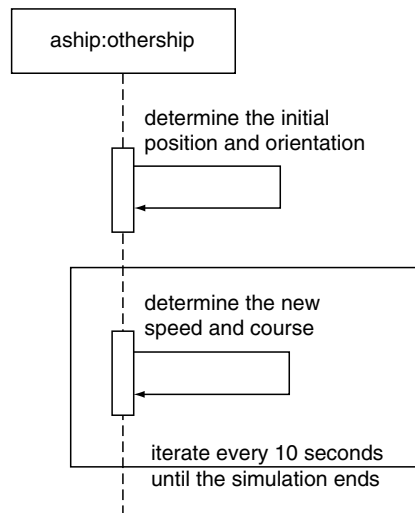 aship:othership
determine the initial
position and orientation
determine the new
speed and course
iterate every 10 seconds
until the simulation ends